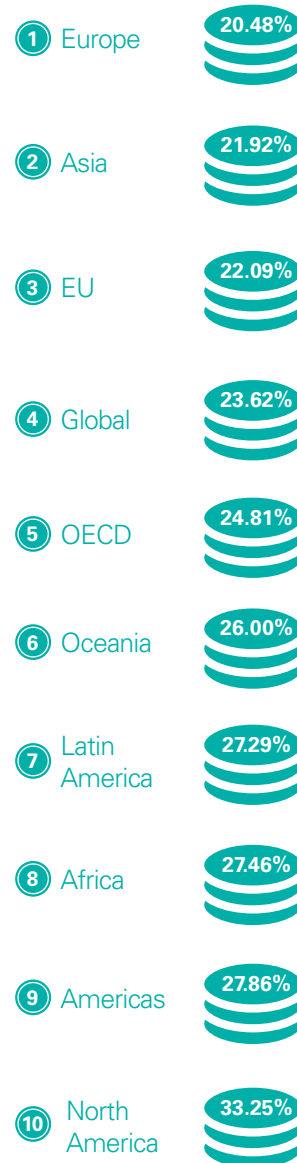 1 Europe 20.48%
2 Asia 21.92%
3 EU 22.09%
4 Global 23.62%
5 OECD 24.81%
6 Oceania 26.00%
7 Latin
America 27.29%
8 Africa 27.46%
9 Americas 27.86%
10 North
America 33.25%